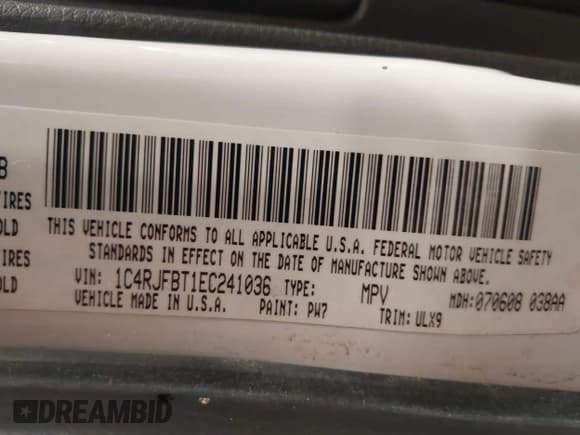 B
IRES
OLD
IRES
OLD
THIS VEHICLE CONFORMS TO ALL APPLICABLE U.S.A. FEDERAL MOTOR VEHICLE SAFETY
STANDARDS IN EFFECT ON THE DATE OF MANUFACTURE SHOWN ABOVE.
VIN: 1C4RJFBT1EC241036 TYPE: MPV MDH:070608 038AA
VEHICLE MADE IN U.S.A. PAINT: PW7 TRIM: ULX9
DREAMBID